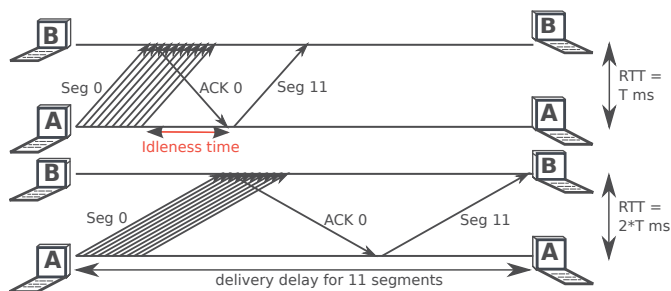 B
B
Seg 0
ACK 0
Seg 11
RTT =
T ms
A
A
Idleness time
B
B
Seg 0
ACK 0
Seg 11
RTT =
2*T ms
A
A
delivery delay for 11 segments